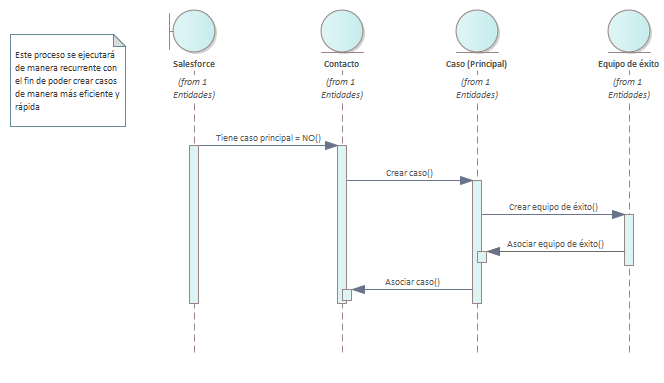 Este proceso se ejecutará
de manera recurrente con
el fin de poder crear casos
de manera más eficiente y
rápida
Salesforce
(from 1
Entidades)
Contacto
(from 1
Entidades)
Caso (Principal)
(from 1
Entidades)
Equipo de éxito
(from 1
Entidades)
Tiene caso principal = NO()
Crear caso()
Crear equipo de éxito()
Asociar equipo de éxito()
Asociar caso()